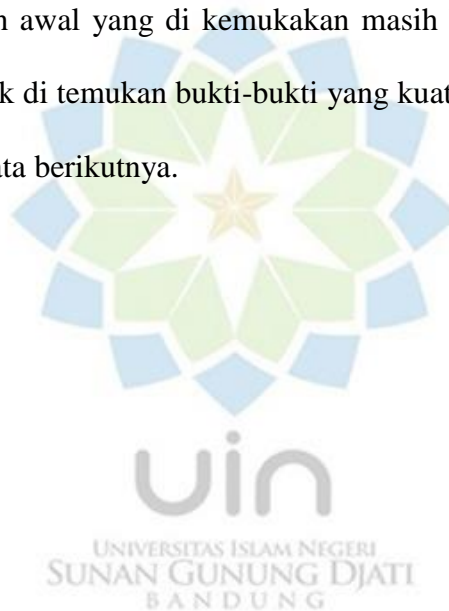 n awal yang di kemukakan masih
k di temukan bukti-bukti yang kuat
ata berikutnya.
uin
UNIVERSITAS ISLAM NEGERI
SUNAN GUNUNG DJATI
BANDUNG